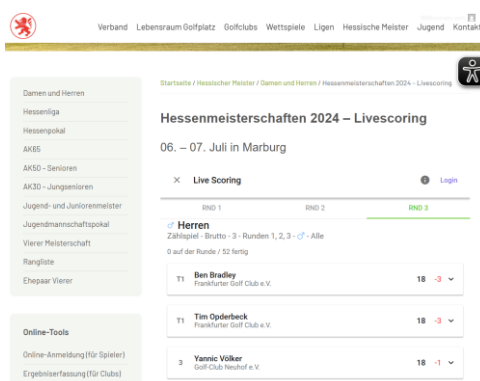 Verband Lebensraum Golfplatz Golfclubs Wettspiele Ligen Hessische Meister Jugend Kontakt
Startseite / Hessischer Meister / Damen und Herren / Hessenmeisterschaften 2024 - Livescoring
Damen und Herren
Hessenliga
Hessenpokal
AK65
AK50 – Senioren
AK30 – Jungsenioren
Jugend- und Juniorenmeister
Jugendmannschaftspokal
Vierer Meisterschaft
Rangliste
Ehepaar Vierer
Online-Tools
Online-Anmeldung (für Spieler)
Ergebniserfassung (für Clubs)
Hessenmeisterschaften 2024 – Livescoring
06. – 07. Juli in Marburg
× Live Scoring Login
RND 1 RND 2 RND 3
♂ Herren
Zählspiel - Brutto - 3 - Runden 1, 2, 3 - ♂ - Alle
0 auf der Runde / 52 fertig
T1 Ben Bradley 18 -3
Frankfurter Golf Club e.V.
T1 Tim Opderbeck 18 -3
Frankfurter Golf Club e.V.
3 Yannic Völker 18 -1
Golf-Club Neuhof e.V.